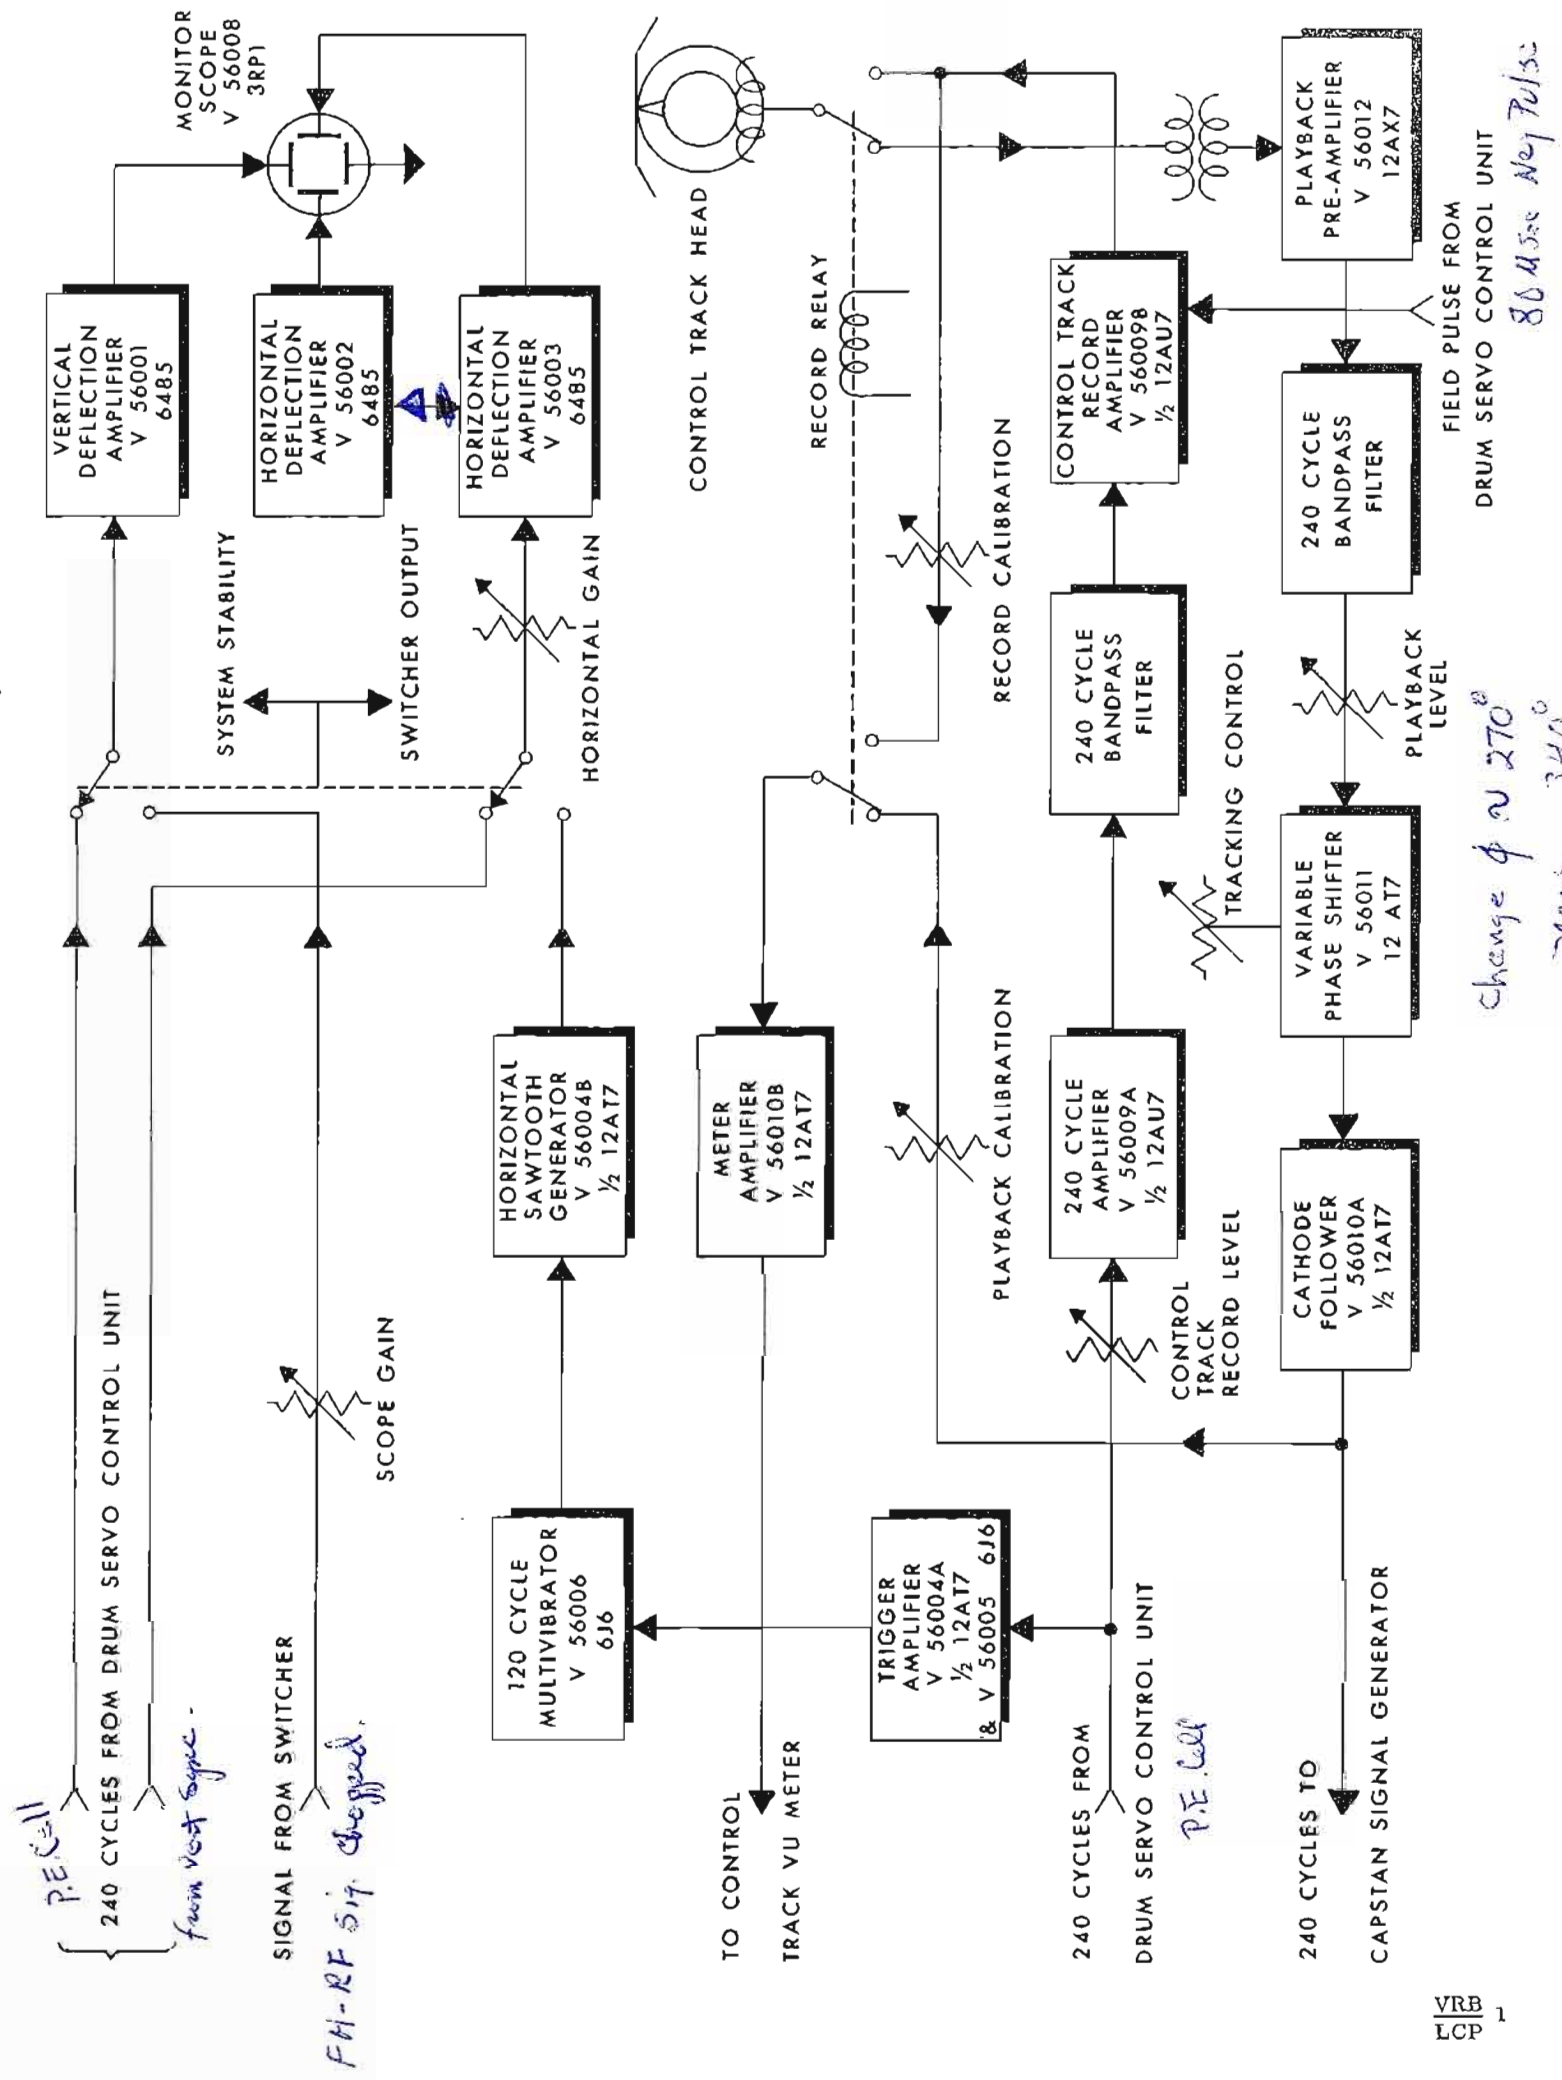 P.E. Cell
240 CYCLES FROM DRUM SERVO CONTROL UNIT
from Vert Sync.
SIGNAL FROM SWITCHER
FM-RF Sig. Chopped.
SCOPE GAIN
SYSTEM STABILITY
SWITCHER OUTPUT
HORIZONTAL GAIN
VERTICAL
DEFLECTION
AMPLIFIER
V 56001
6485
HORIZONTAL
DEFLECTION
AMPLIFIER
V 56002
6485
HORIZONTAL
DEFLECTION
AMPLIFIER
V 56003
6485
MONITOR
SCOPE
V 56008
3RP1
120 CYCLE
MULTIVIBRATOR
V 56006
6J6
HORIZONTAL
SAWTOOTH
GENERATOR
V 56004B
½ 12AT7
TO CONTROL
TRACK VU METER
METER
AMPLIFIER
V 56010B
½ 12AT7
CONTROL TRACK HEAD
RECORD RELAY
TRIGGER
AMPLIFIER
V 56004A
½ 12AT7
& V 56005 6J6
PLAYBACK CALIBRATION
RECORD CALIBRATION
240 CYCLES FROM
DRUM SERVO CONTROL UNIT
P.E. Cell
CONTROL
TRACK
RECORD LEVEL
240 CYCLE
AMPLIFIER
V 56009A
½ 12AU7
240 CYCLE
BANDPASS
FILTER
CONTROL TRACK
RECORD
AMPLIFIER
V 56009B
½ 12AU7
TRACKING CONTROL
240 CYCLES TO
CAPSTAN SIGNAL GENERATOR
CATHODE
FOLLOWER
V 56010A
½ 12AT7
VARIABLE
PHASE SHIFTER
V 56011
12 AT7
PLAYBACK
LEVEL
240 CYCLE
BANDPASS
FILTER
PLAYBACK
PRE-AMPLIFIER
V 56012
12AX7
FIELD PULSE FROM
DRUM SERVO CONTROL UNIT
80 µSec Neg Pulse
Change ϕ ~ 270°
VRB
LCP 1